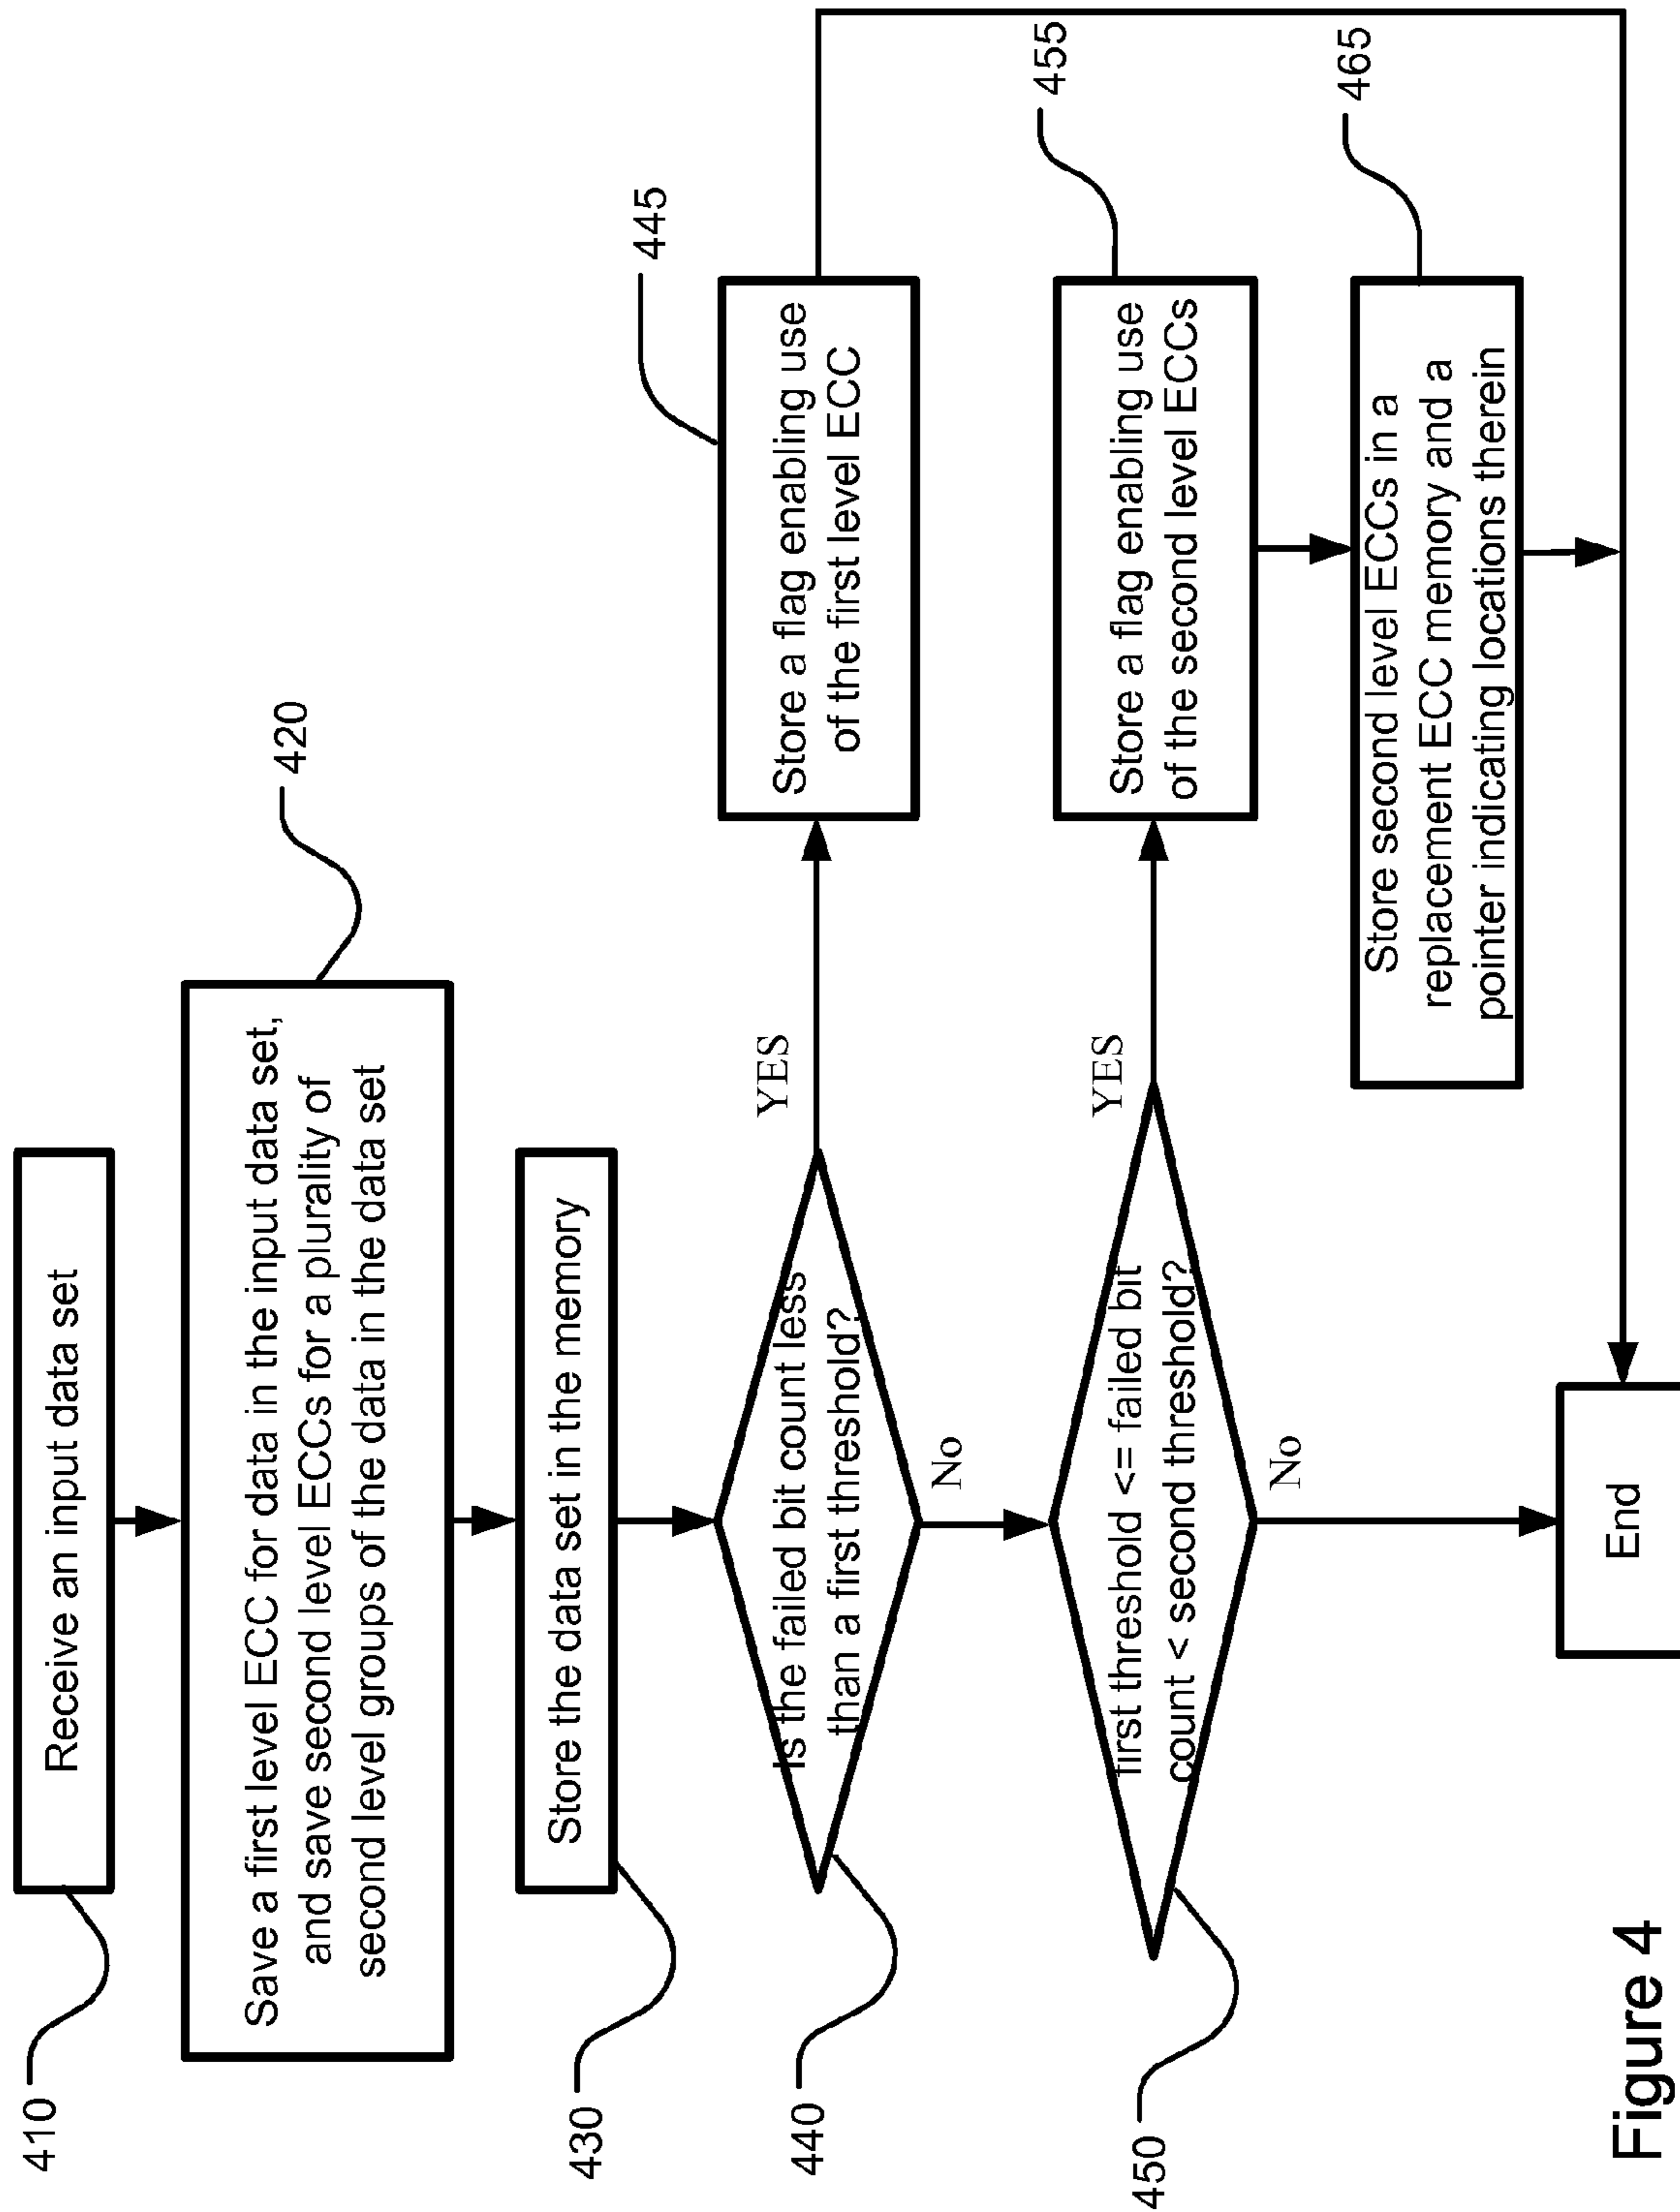 410
Receive an input data set
420
Save a first level ECC for data in the input data set,
and save second level ECCs for a plurality of
second level groups of the data in the data set
430
Store the data set in the memory
440
Is the failed bit count less
than a first threshold?
YES
No
445
Store a flag enabling use
of the first level ECC
450
first threshold <= failed bit
count < second threshold?
YES
No
455
Store a flag enabling use
of the second level ECCs
465
Store second level ECCs in a
replacement ECC memory and a
pointer indicating locations therein
End
Figure 4